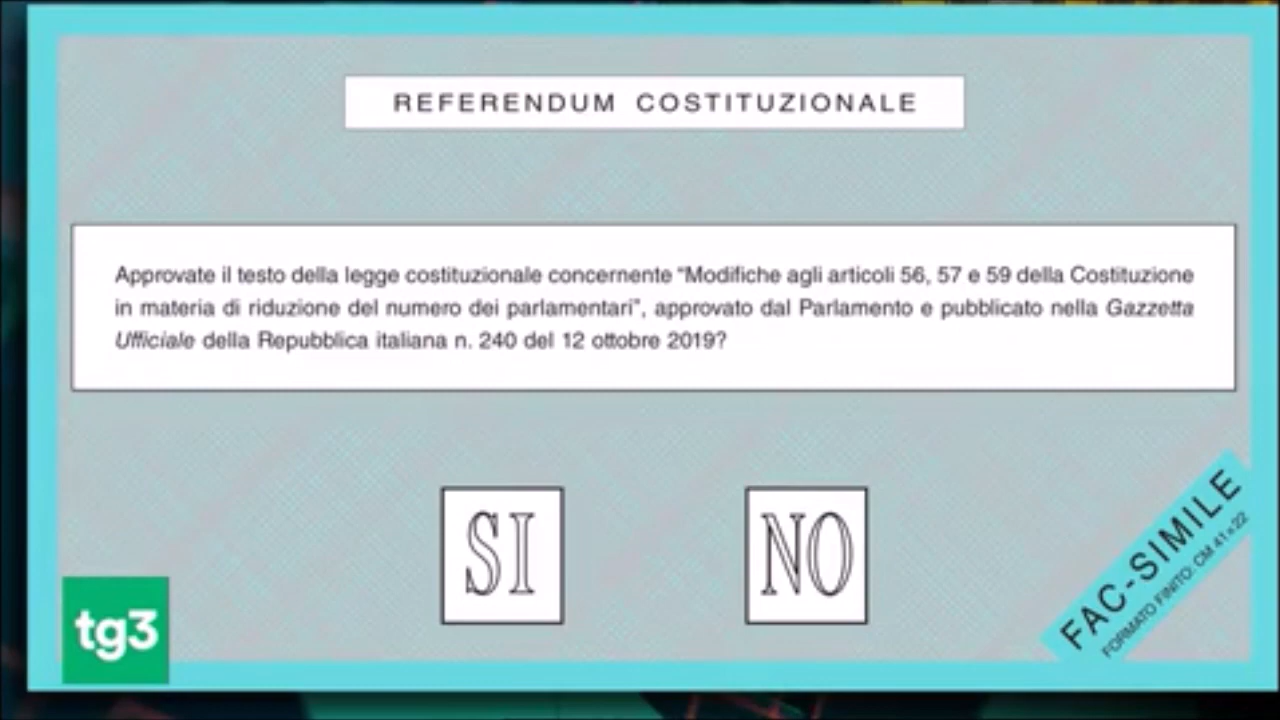 REFERENDUM COSTITUZIONALE
Approvate il testo della legge costituzionale concernente “Modifiche agli articoli 56, 57 e 59 della Costituzione
in materia di riduzione del numero dei parlamentari”, approvato dal Parlamento e pubblicato nella Gazzetta
Ufficiale della Repubblica italiana n. 240 del 12 ottobre 2019?
SI
NO
FAC-SIMILE
FORMATO FINITO: CM 41×22
tg3